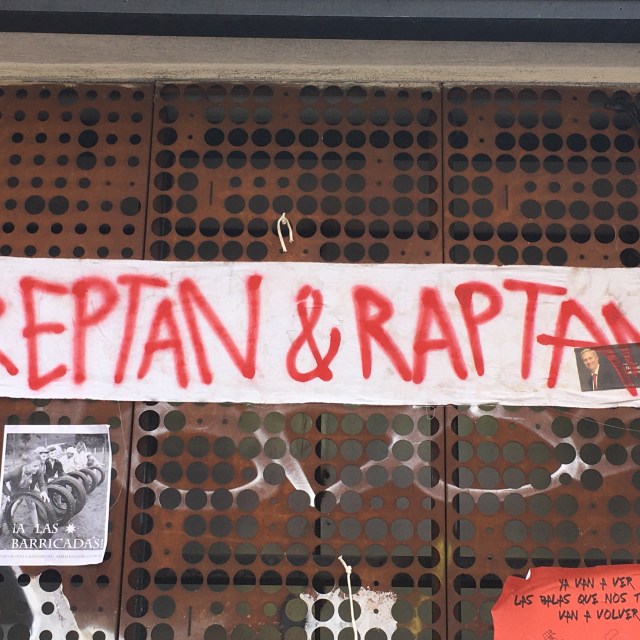 REPTAN & RAPTAN
¡A LAS
BARRICADAS!
YA VAN A VER
LAS BALAS QUE NOS T
VAN A VOLVER